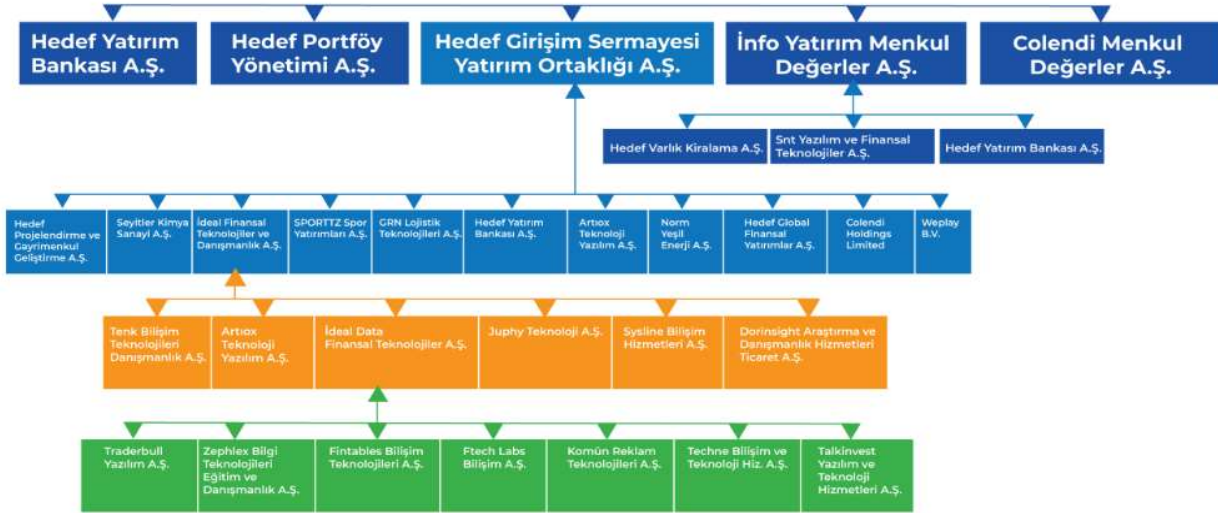 Hedef Yatırım
Bankası A.Ş.
Hedef Portföy
Yönetimi A.Ş.
Hedef Girişim Sermayesi
Yatırım Ortaklığı A.Ş.
İnfo Yatırım Menkul
Değerler A.Ş.
Colendi Menkul
Değerler A.Ş.
Hedef Varlık Kiralama A.Ş.
Snt Yazılım ve Finansal
Teknolojiler A.Ş.
Hedef Yatırım Bankası A.Ş.
Hedef
Projelendirme ve
Gayrimenkul
Geliştirme A.Ş.
Seyitler Kimya
Sanayi A.Ş.
İdeal Finansal
Teknolojiler ve
Danışmanlık A.Ş.
SPORTTZ Spor
Yatırımları A.Ş.
GRN Lojistik
Teknolojileri A.Ş.
Hedef Yatırım
Bankası A.Ş.
Artıox
Teknoloji
Yazılım A.Ş.
Norm
Yeşil
Enerji A.Ş.
Hedef Global
Finansal
Yatırımlar A.Ş.
Colendi
Holdings
Limited
Weplay
B.V.
Tenk Bilişim
Teknolojileri
Danışmanlık A.Ş.
Artıox
Teknoloji
Yazılım A.Ş.
İdeal Data
Finansal Teknolojiler A.Ş.
Juphy Teknoloji A.Ş.
Sysline Bilişim
Hizmetleri A.Ş.
Dorinsight Araştırma ve
Danışmanlık Hizmetleri
Ticaret A.Ş.
Traderbull
Yazılım A.Ş.
Zephlex Bilgi
Teknolojileri
Eğitim ve
Danışmanlık A.Ş.
Fintables Bilişim
Teknolojileri A.Ş.
Ftech Labs
Bilişim A.Ş.
Komün Reklam
Teknolojileri A.Ş.
Techne Bilişim ve
Teknoloji Hiz. A.Ş.
Talkinvest
Yazılım ve
Teknoloji
Hizmetleri A.Ş.